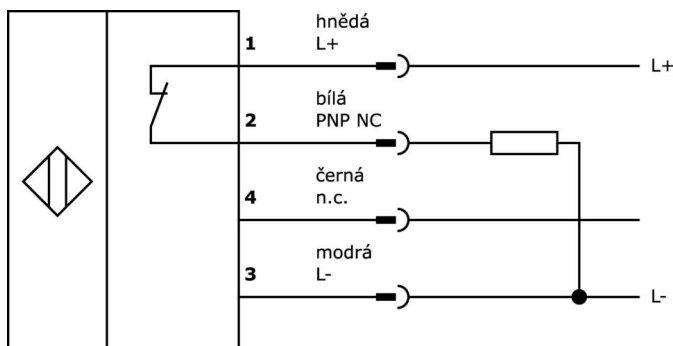 hnědá
1 L+ L+
bílá
2 PNP NC
černá
4 n.c.
modrá
3 L- L-